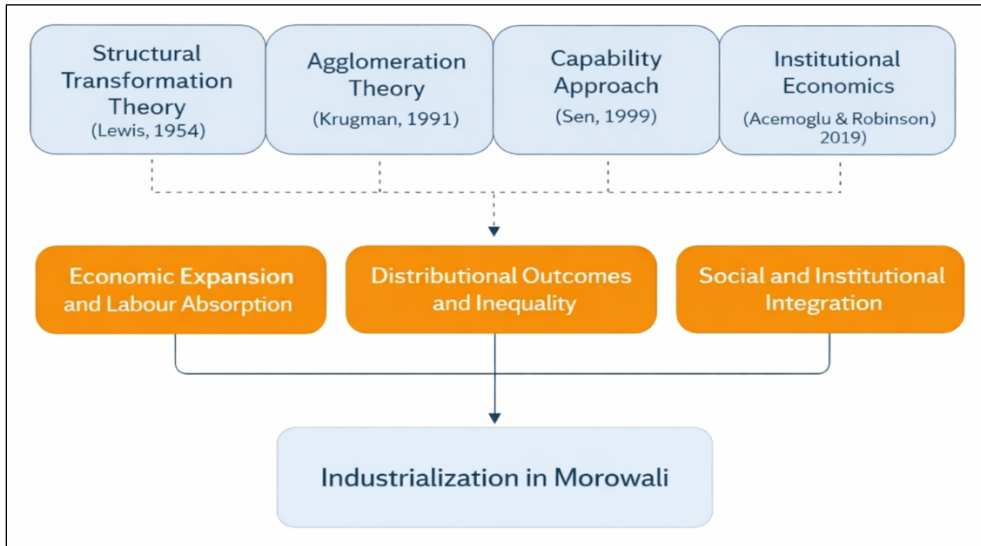 Structural
Transformation
Theory
(Lewis, 1954)
Agglomeration
Theory
(Krugman, 1991)
Capability
Approach
(Sen, 1999)
Institutional
Economics
(Acemoglu & Robinson,)
2019)
Economic Expansion
and Labour Absorption
Distributional Outcomes
and Inequality
Social and Institutional
Integration
Industrialization in Morowali